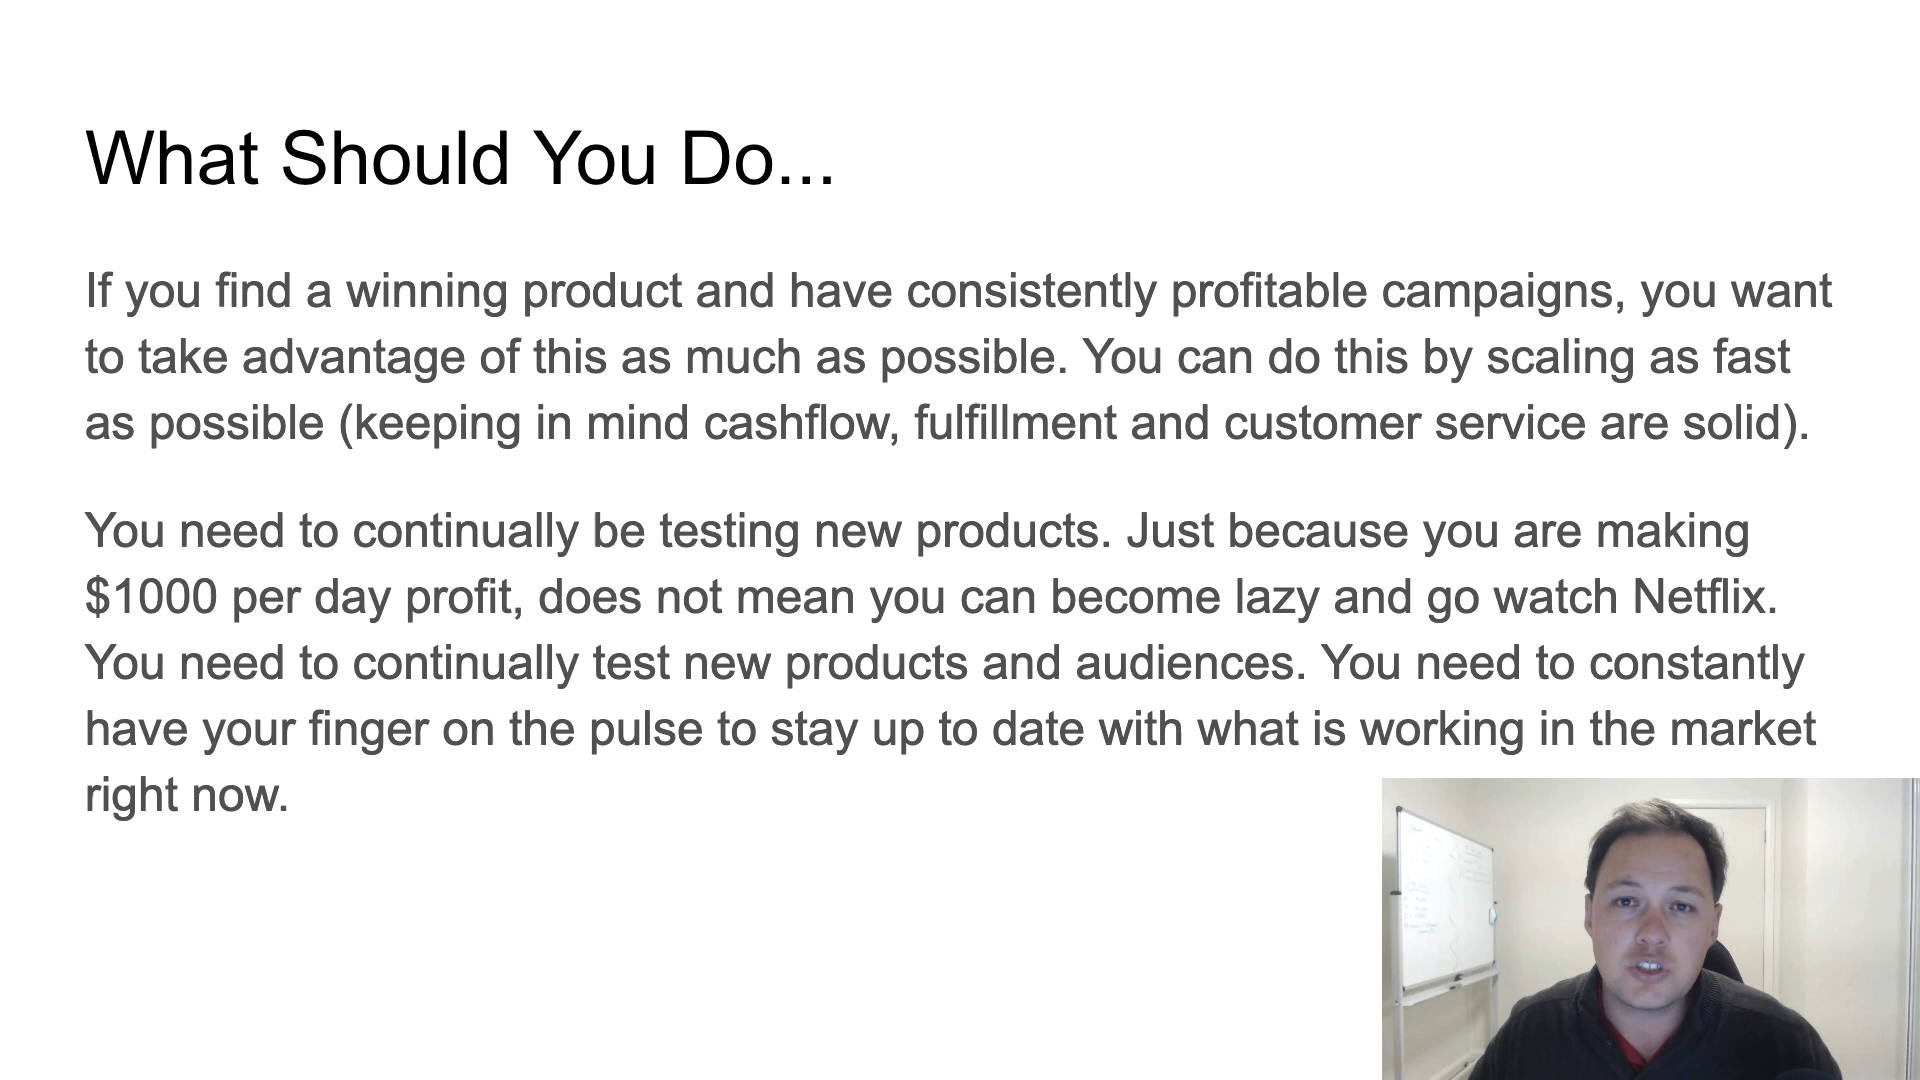 What Should You Do...
If you find a winning product and have consistently profitable campaigns, you want
to take advantage of this as much as possible. You can do this by scaling as fast
as possible (keeping in mind cashflow, fulfillment and customer service are solid).
You need to continually be testing new products. Just because you are making
$1000 per day profit, does not mean you can become lazy and go watch Netflix.
You need to continually test new products and audiences. You need to constantly
have your finger on the pulse to stay up to date with what is working in the market
right now.